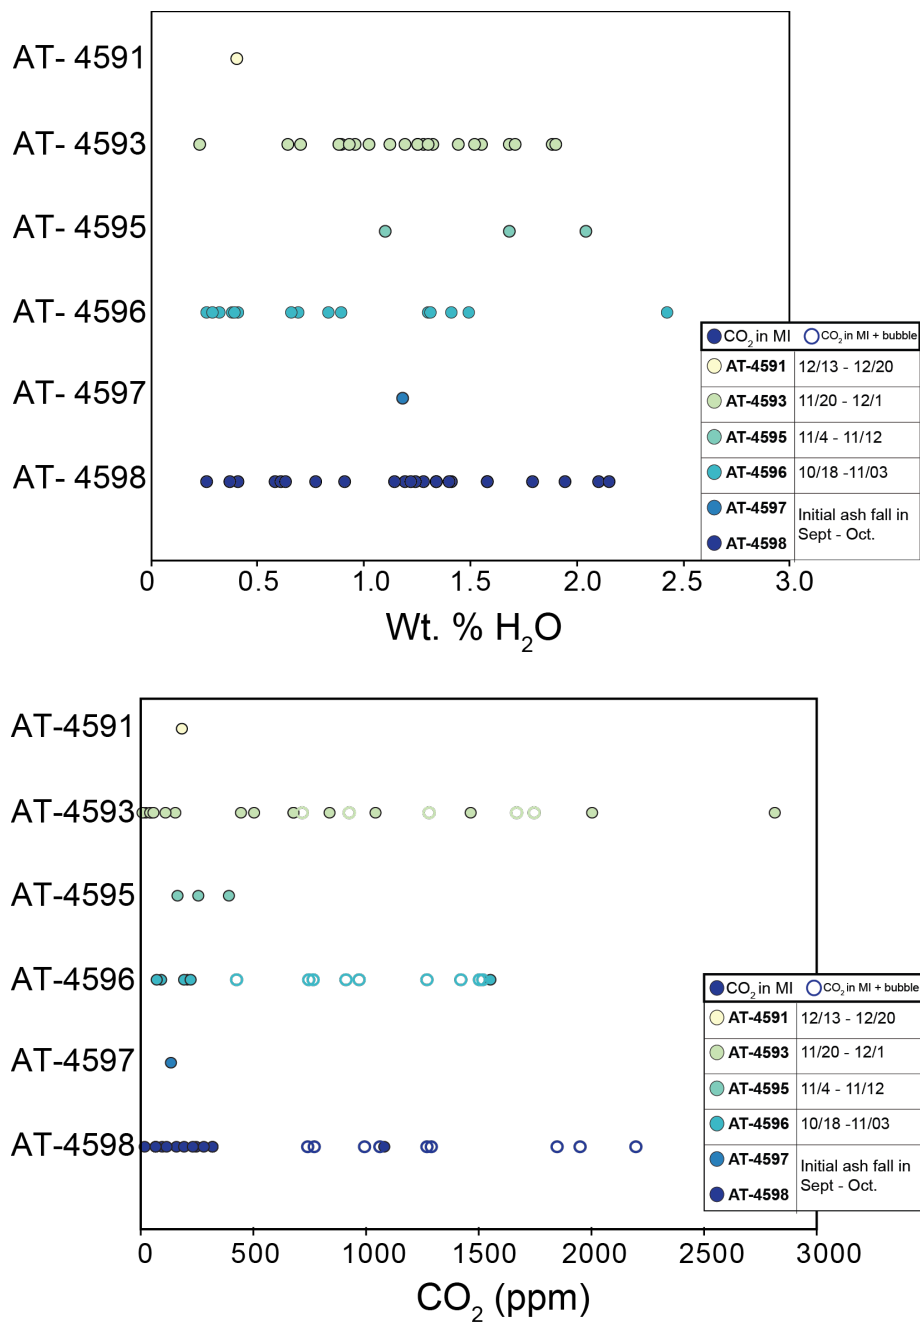 AT- 4591
AT- 4593
AT- 4595
AT- 4596
AT- 4597
AT- 4598
CO2 in MI CO2 in MI + bubble
AT-4591 12/13 - 12/20
AT-4593 11/20 - 12/1
AT-4595 11/4 - 11/12
AT-4596 10/18 -11/03
AT-4597 Initial ash fall in
AT-4598 Sept - Oct.
0 0.5 1.0 1.5 2.0 2.5 3.0
Wt. % H2O
AT-4591
AT-4593
AT-4595
AT-4596
AT-4597
AT-4598
CO2 in MI CO2 in MI + bubble
AT-4591 12/13 - 12/20
AT-4593 11/20 - 12/1
AT-4595 11/4 - 11/12
AT-4596 10/18 -11/03
AT-4597 Initial ash fall in
AT-4598 Sept - Oct.
0 500 1000 1500 2000 2500 3000
CO2 (ppm)